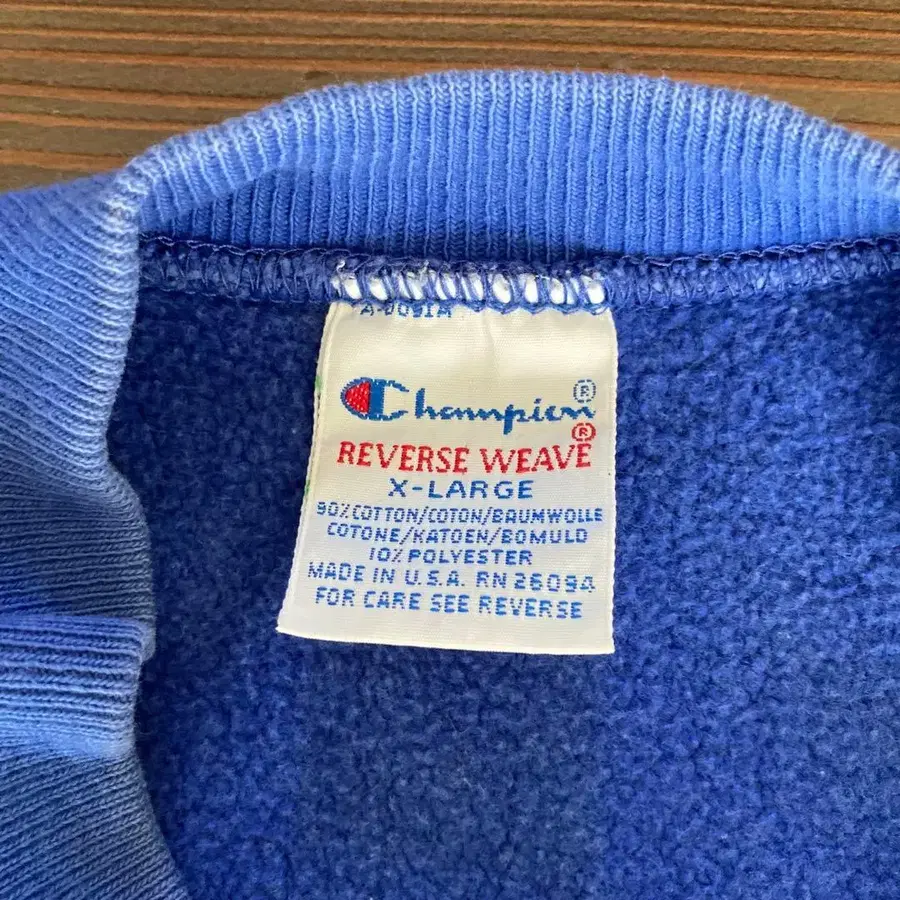 A-0091A
Champion®
REVERSE WEAVE®
X-LARGE
90% COTTON/COTON/BAUMWOLLE
COTONE/KATOEN/BOMULD
10% POLYESTER
MADE IN U.S.A. RN 26094
FOR CARE SEE REVERSE